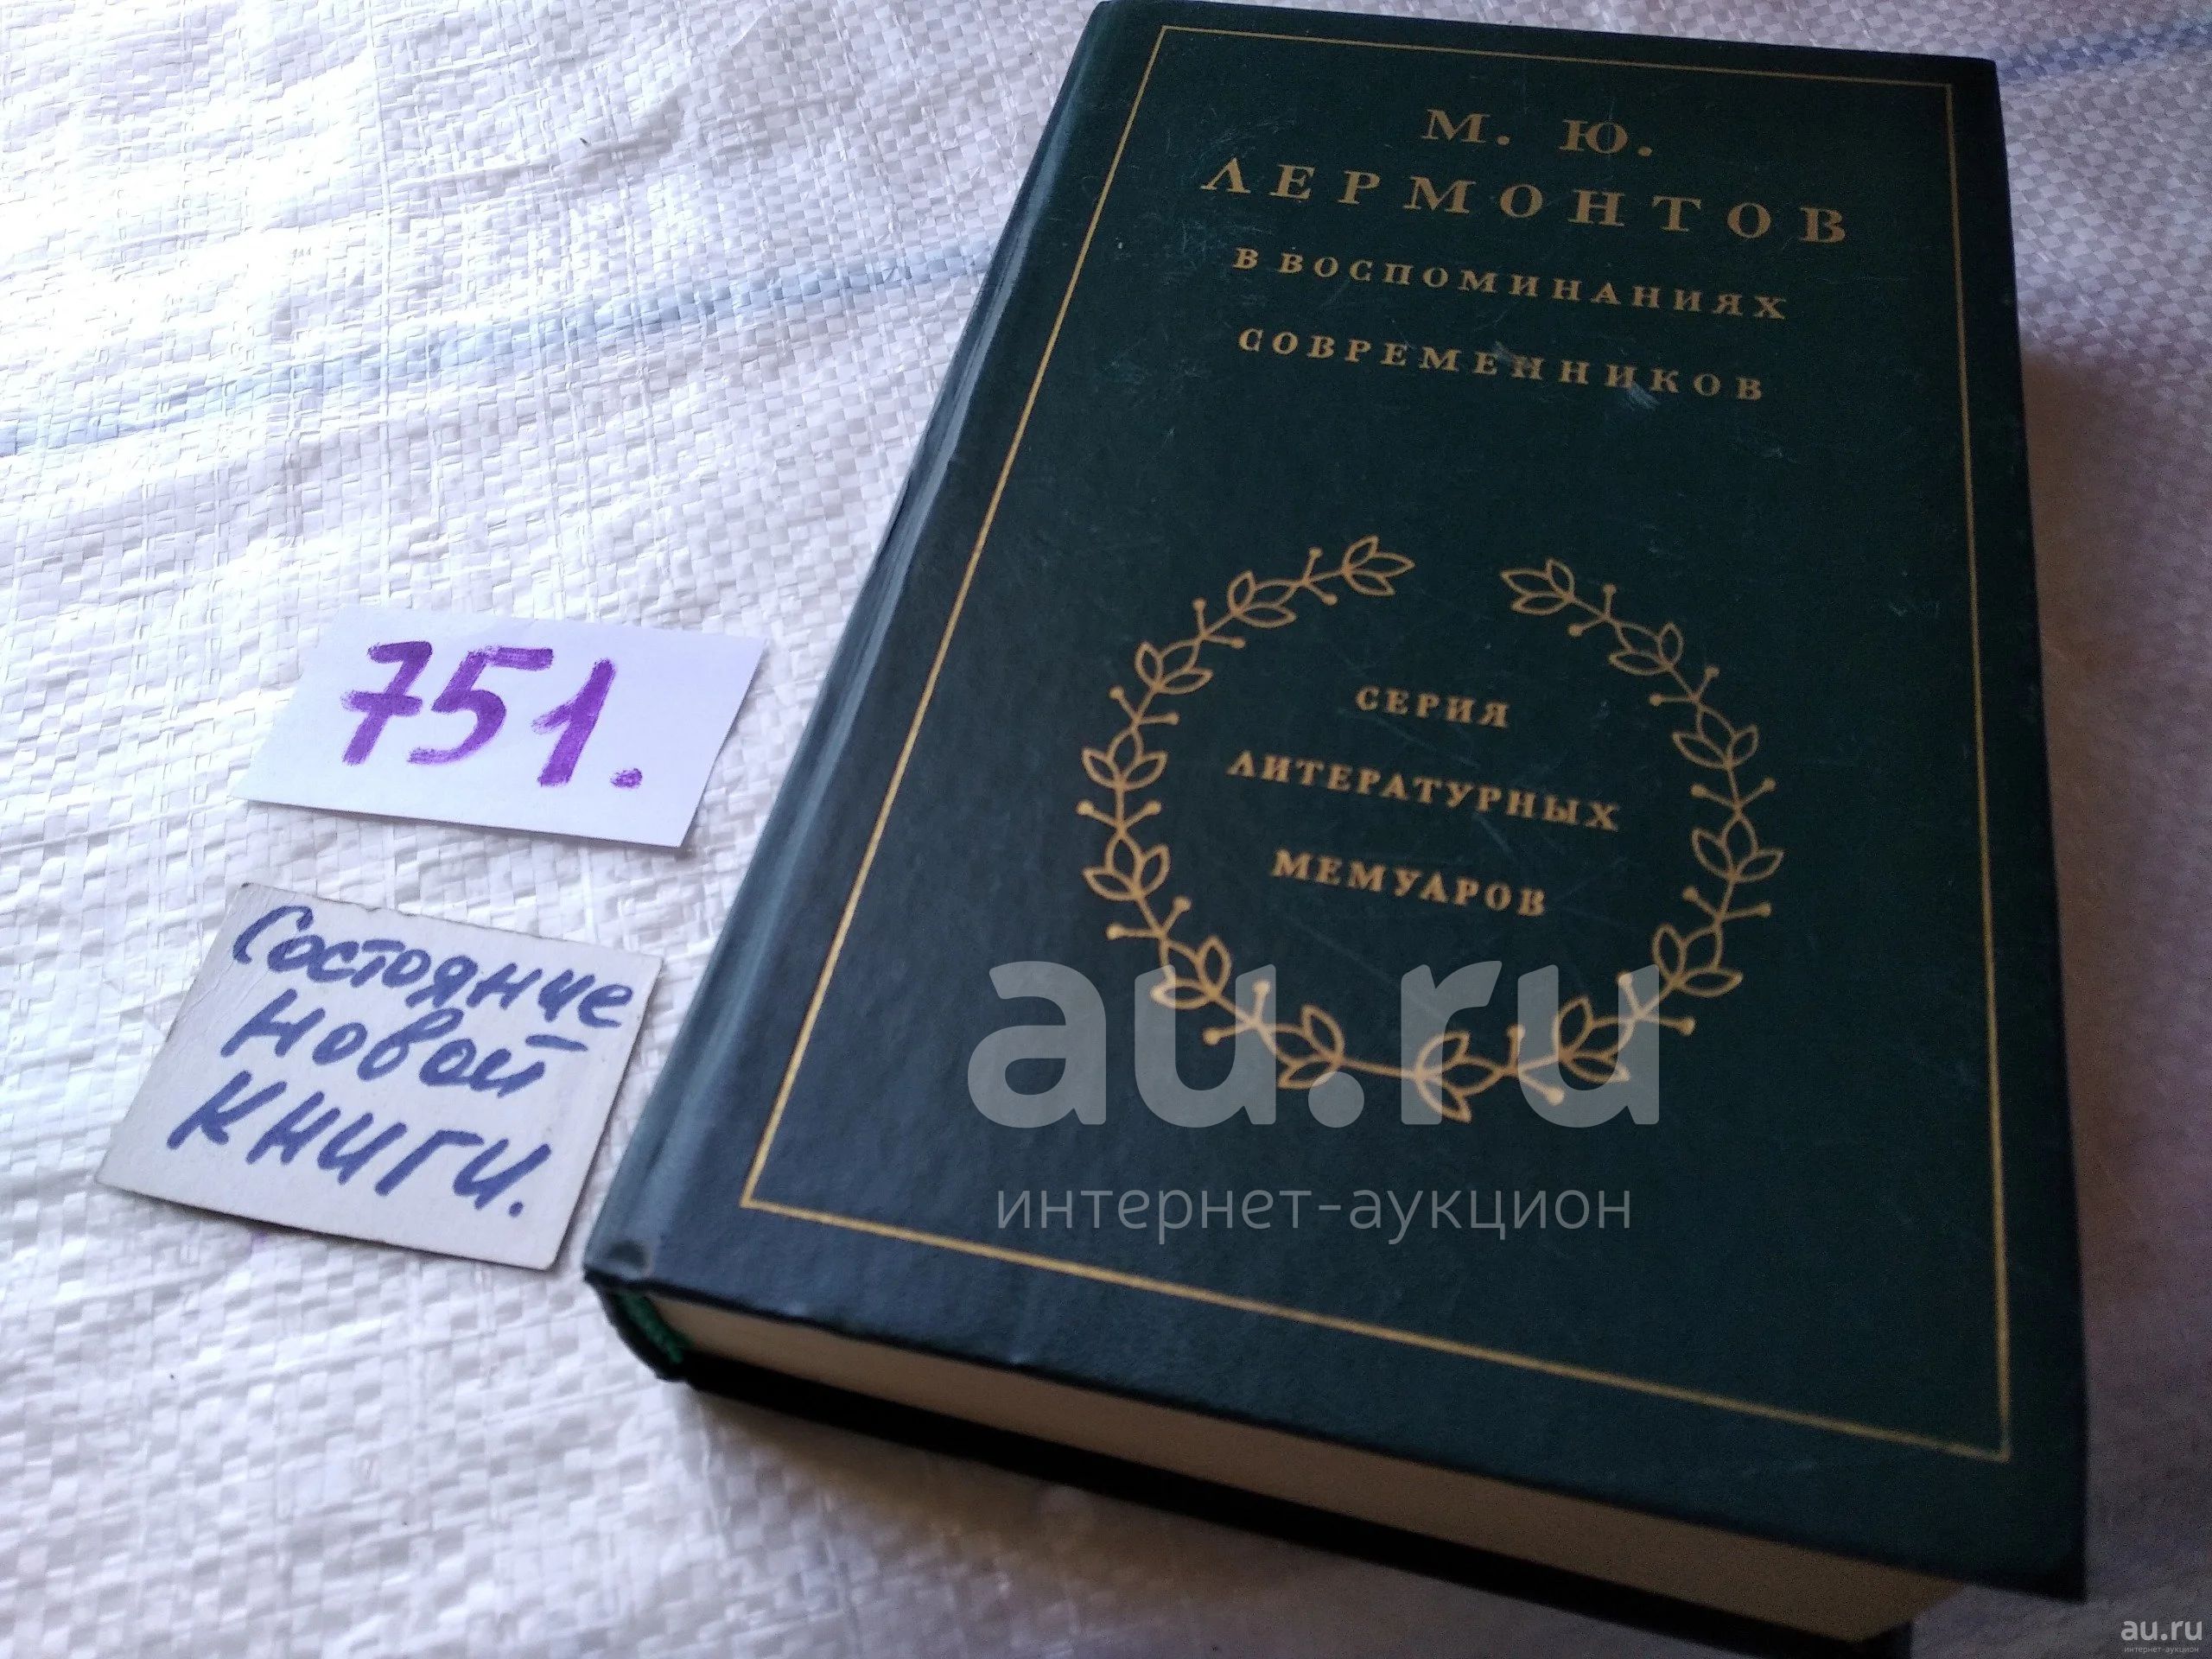 М. Ю.
ЛЕРМОНТОВ
В ВОСПОМИНАНИЯХ
СОВРЕМЕННИКОВ
СЕРИЯ
ЛИТЕРАТУРНЫХ
МЕМУАРОВ
751.
Состояние
новой
книги.
au.ru
интернет-аукцион
au.ru
интернет-аукцион